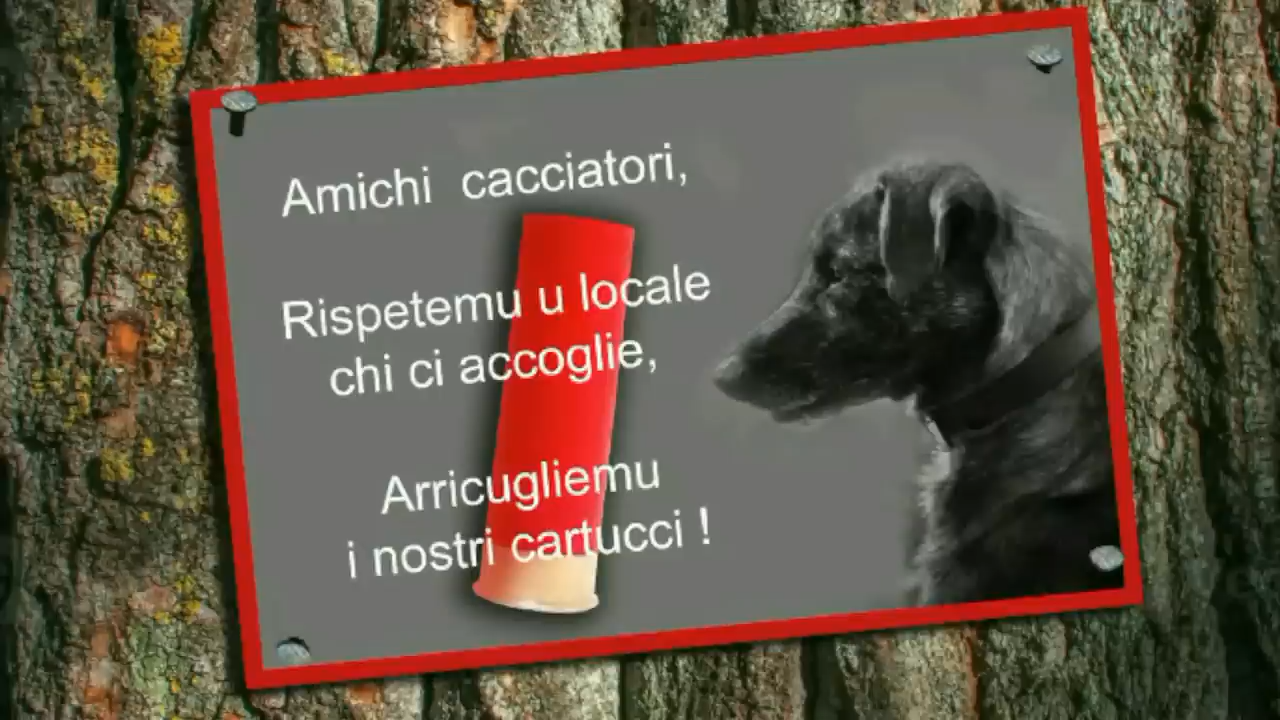 Amichi cacciatori,
Rispetemu u locale
chi ci accoglie,
Arricugliemu
i nostri cartucci !